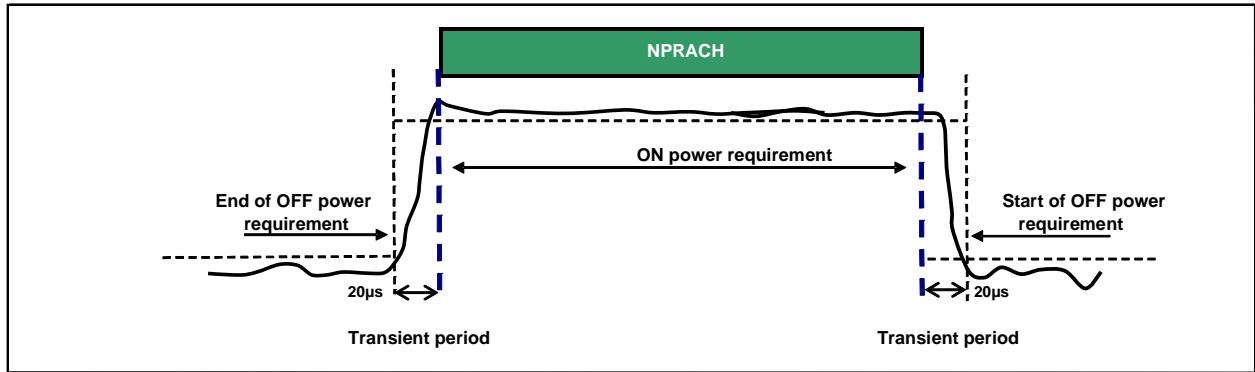 NPRACH
ON power requirement
End of OFF power
requirement
Start of OFF power
requirement
20µs
20µs
Transient period
Transient period